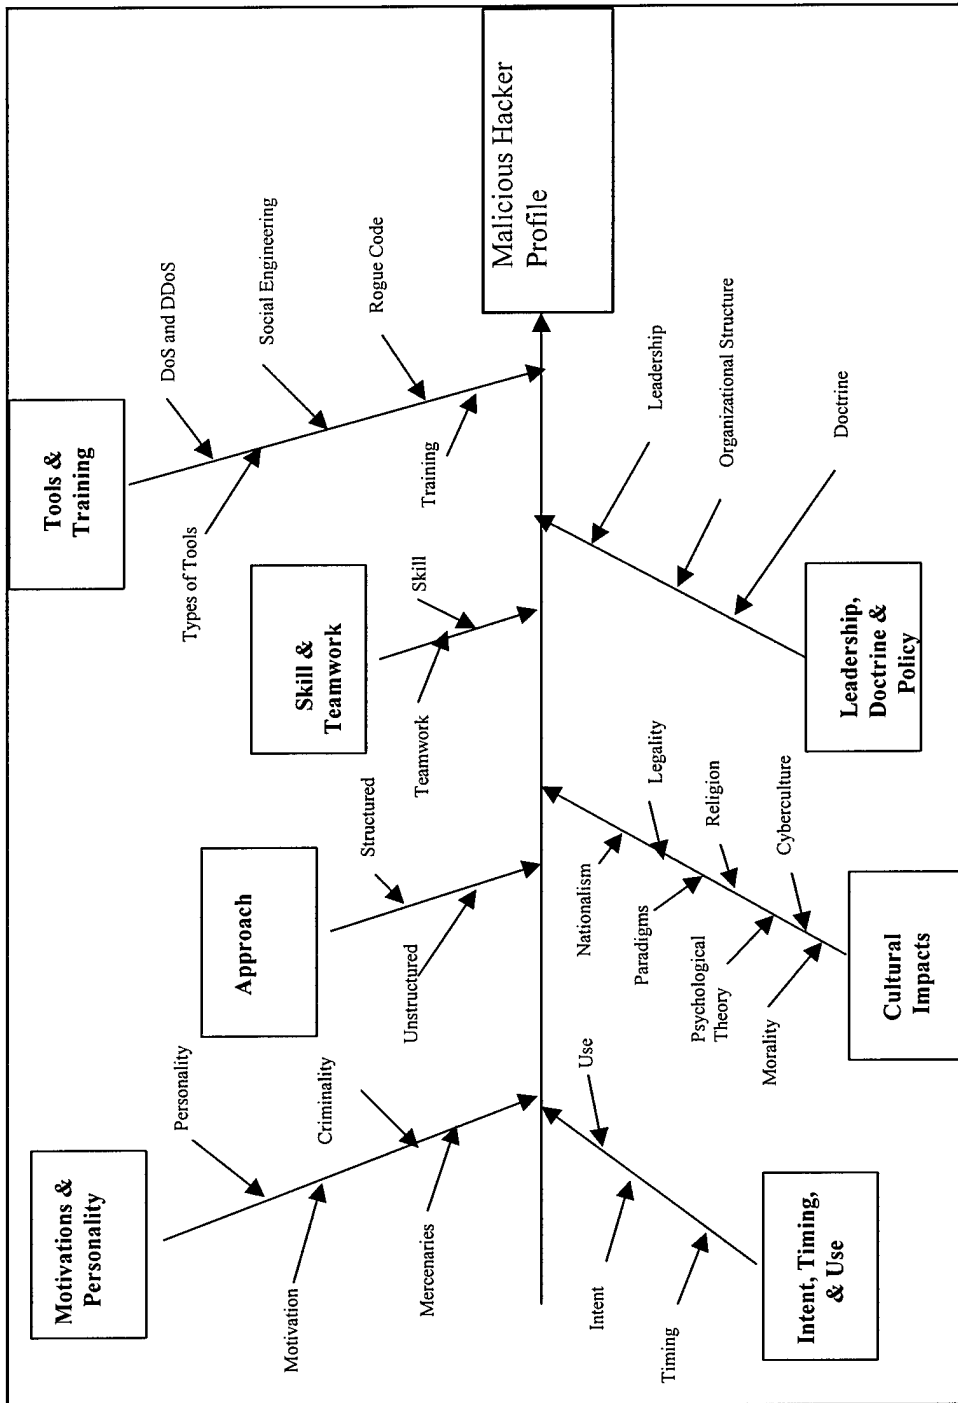 Motivations &
Personality
Approach
Skill &
Teamwork
Tools &
Training
Personality
Motivation
Criminality
Mercenaries
Structured
Unstructured
Skill
Teamwork
DoS and DDoS
Types of Tools
Social Engineering
Rogue Code
Training
Malicious Hacker
Profile
Use
Intent
Timing
Nationalism
Legality
Paradigms
Religion
Psychological
Theory
Cyberculture
Morality
Leadership
Organizational Structure
Doctrine
Intent, Timing,
& Use
Cultural
Impacts
Leadership,
Doctrine &
Policy